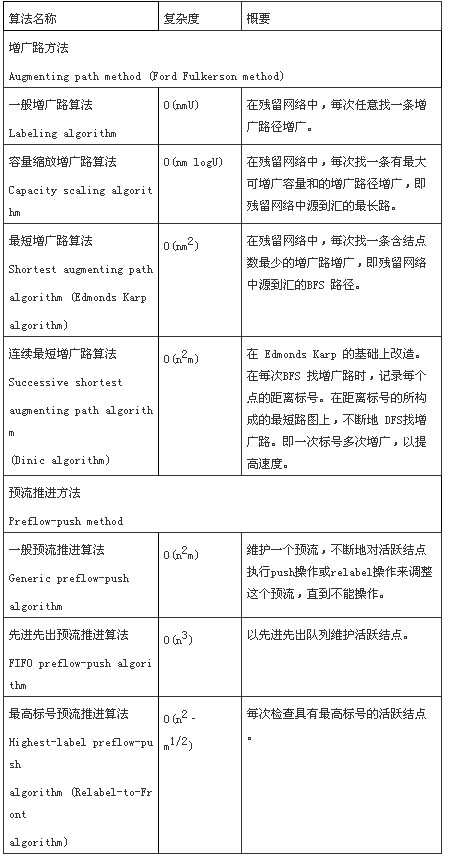 算法名称 复杂度 概要
增广路方法
Augmenting path method (Ford Fulkerson method)
一般增广路算法
Labeling algorithm
O(nmU)
在残留网络中，每次任意找一条增
广路径增广。
容量缩放增广路算法
Capacity scaling algorit
hm
O(nm logU)
在残留网络中，每次找一条有最大
可增广容量和的增广路径增广，即
残留网络中源到汇的最长路。
最短增广路算法
Shortest augmenting path
algorithm (Edmonds Karp
algorithm)
O(nm2)
在残留网络中，每次找一条含结点
数最少的增广路增广，即残留网络
中源到汇的BFS 路径。
连续最短增广路算法
Successive shortest
augmenting path algorith
m
(Dinic algorithm)
O(n2m)
在 Edmonds Karp 的基础上改造。
在每次BFS 找增广路时，记录每个
点的距离标号。在距离标号的所构
成的最短路图上，不断地 DFS找增
广路。即一次标号多次增广，以提
高速度。
预流推进方法
Preflow-push method
一般预流推进算法
Generic preflow-push
algorithm
O(n2m)
维护一个预流，不断地对活跃结点
执行push操作或relabel操作来调整
这个预流，直到不能操作。
先进先出预流推进算法
FIFO preflow-push algori
thm
O(n3)
以先进先出队列维护活跃结点。
最高标号预流推进算法
Highest-label preflow-pu
sh
algorithm (Relabel-to-Fr
ont
algorithm)
O(n2 -
m1/2)
每次检查具有最高标号的活跃结点
。